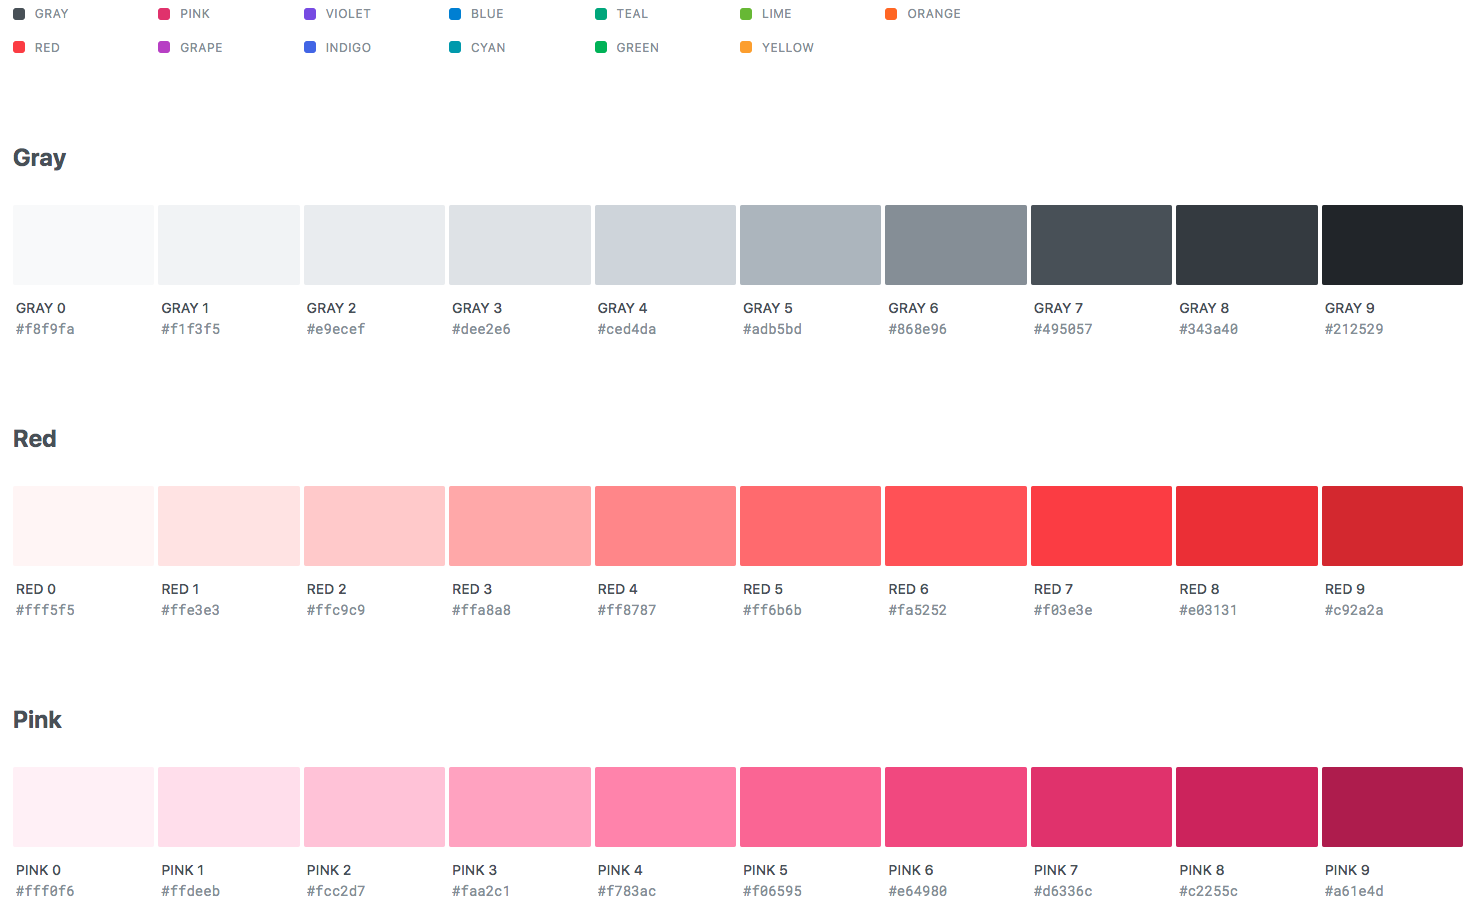 GRAY PINK VIOLET BLUE TEAL LIME ORANGE
RED GRAPE INDIGO CYAN GREEN YELLOW
Gray
GRAY 0 GRAY 1 GRAY 2 GRAY 3 GRAY 4 GRAY 5 GRAY 6 GRAY 7 GRAY 8 GRAY 9
#f8f9fa #f1f3f5 #e9ecef #dee2e6 #ced4da #adb5bd #868e96 #495057 #343a40 #212529
Red
RED 0 RED 1 RED 2 RED 3 RED 4 RED 5 RED 6 RED 7 RED 8 RED 9
#fff5f5 #ffe3e3 #ffc9c9 #ffa8a8 #ff8787 #ff6b6b #fa5252 #f03e3e #e03131 #c92a2a
Pink
PINK 0 PINK 1 PINK 2 PINK 3 PINK 4 PINK 5 PINK 6 PINK 7 PINK 8 PINK 9
#fff0f6 #ffdeeb #fcc2d7 #faa2c1 #f783ac #f06595 #e64980 #d6336c #c2255c #a61e4d